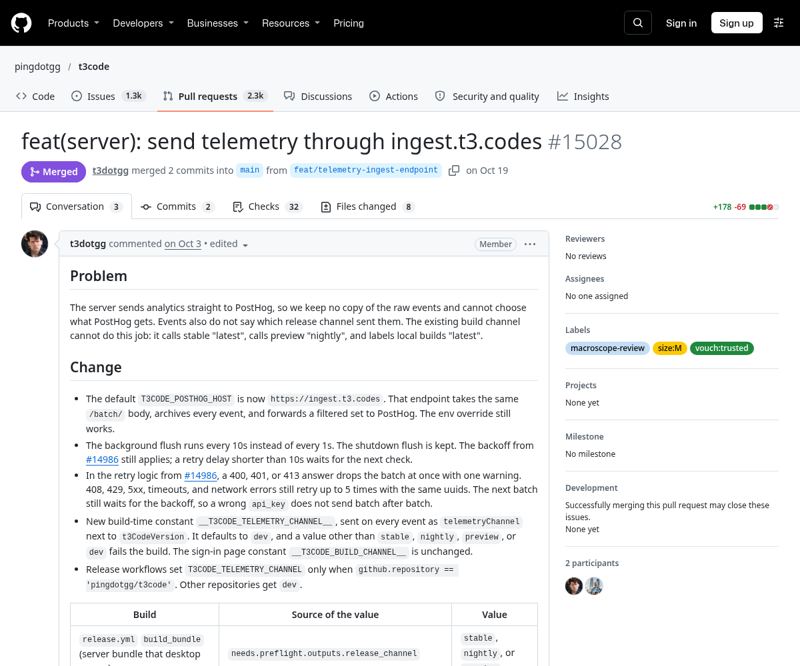 Products Developers Businesses Resources Pricing Sign in Sign up
pingdotgg / t3code
Code Issues 1.3k Pull requests 2.3k Discussions Actions Security and quality Insights
feat(server): send telemetry through ingest.t3.codes #15028
Merged t3dotgg merged 2 commits into main from feat/telemetry-ingest-endpoint on Oct 19
Conversation 3 Commits 2 Checks 32 Files changed 8 +178 -69
t3dotgg commented on Oct 3 • edited Member
Problem
The server sends analytics straight to PostHog, so we keep no copy of the raw events and cannot choose
what PostHog gets. Events also do not say which release channel sent them. The existing build channel
cannot do this job: it calls stable "latest", calls preview "nightly", and labels local builds "latest".
Change
The default T3CODE_POSTHOG_HOST is now https://ingest.t3.codes. That endpoint takes the same
/batch/ body, archives every event, and forwards a filtered set to PostHog. The env override still
works.
The background flush runs every 10s instead of every 1s. The shutdown flush is kept. The backoff from
#14986 still applies; a retry delay shorter than 10s waits for the next check.
In the retry logic from #14986, a 400, 401, or 413 answer drops the batch at once with one warning.
408, 429, 5xx, timeouts, and network errors still retry up to 5 times with the same uuids. The next batch
still waits for the backoff, so a wrong api_key does not send batch after batch.
New build-time constant __T3CODE_TELEMETRY_CHANNEL__, sent on every event as telemetryChannel
next to t3CodeVersion. It defaults to dev, and a value other than stable, nightly, preview, or
dev fails the build. The sign-in page constant __T3CODE_BUILD_CHANNEL__ is unchanged.
Release workflows set T3CODE_TELEMETRY_CHANNEL only when github.repository ==
'pingdotgg/t3code'. Other repositories get dev.
Build Source of the value Value
release.yml build_bundle
(server bundle that desktop
needs.preflight.outputs.release_channel
stable,
nightly, or
Reviewers
No reviews
Assignees
No one assigned
Labels
macroscope-review size:M vouch:trusted
Projects
None yet
Milestone
No milestone
Development
Successfully merging this pull request may close these
issues.
None yet
2 participants